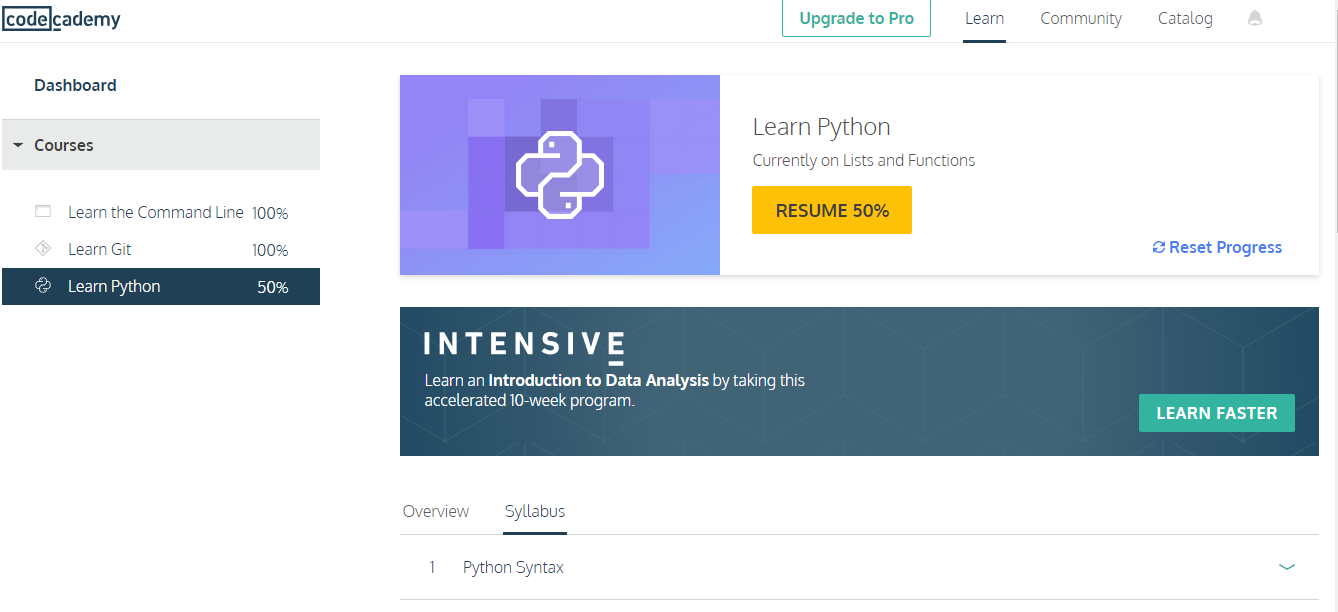 codecademy
Upgrade to Pro
Learn
Community
Catalog
Dashboard
Courses
Learn the Command Line 100%
Learn Git 100%
Learn Python 50%
Learn Python
Currently on Lists and Functions
RESUME 50%
Reset Progress
INTENSIVE
Learn an Introduction to Data Analysis by taking this
accelerated 10-week program.
LEARN FASTER
Overview
Syllabus
1 Python Syntax